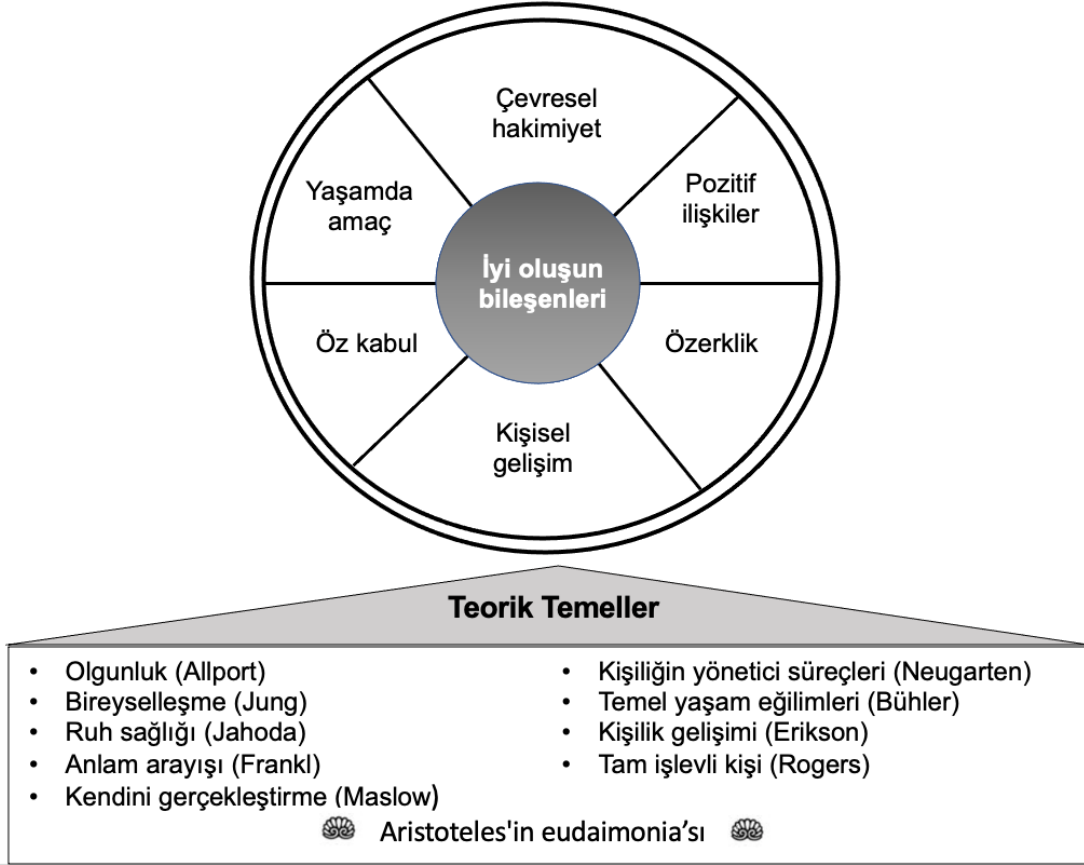 Çevresel
hakimiyet
Yaşamda
amaç
Pozitif
ilişkiler
İyi oluşun
bileşenleri
Öz kabul
Özerklik
Kişisel
gelişim
Teorik Temeller
• Olgunluk (Allport)
• Bireyselleşme (Jung)
• Ruh sağlığı (Jahoda)
• Anlam arayışı (Frankl)
• Kendini gerçekleştirme (Maslow)
• Kişiliğin yönetici süreçleri (Neugarten)
• Temel yaşam eğilimleri (Bühler)
• Kişilik gelişimi (Erikson)
• Tam işlevli kişi (Rogers)
Aristoteles'in eudaimonia’sı